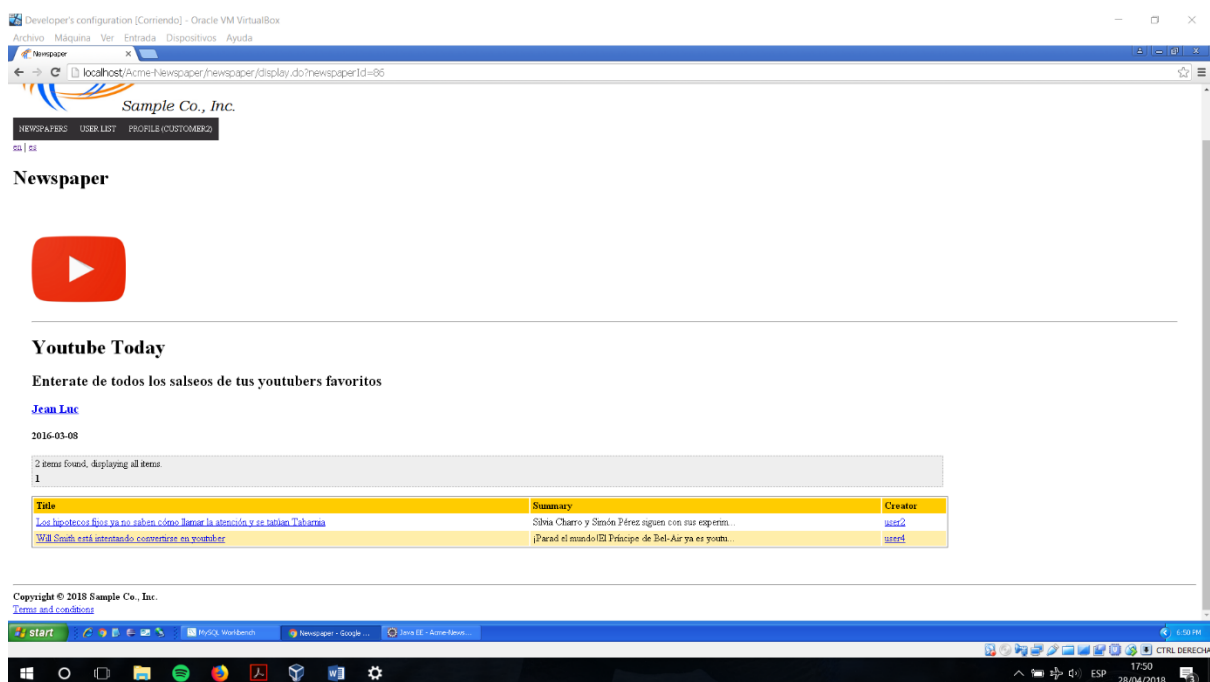 Developer's configuration [Corriendo] - Oracle VM VirtualBox
Archivo Máquina Ver Entrada Dispositivos Ayuda
Newspaper
localhost/Acme-Newspaper/newspaper/display.do?newspaperId=86
Sample Co., Inc.
NEWSPAPERS USER LIST PROFILE (CUSTOMER2)
en | es
Newspaper
Youtube Today
Enterate de todos los salseos de tus youtubers favoritos
Jean Luc
2016-03-08
2 items found, displaying all items.
1
Title Summary Creator
Los hipotecos fijos ya no saben cómo llamar la atención y se tatúan Tabarnia Silvia Charro y Simón Pérez siguen con sus experim... user2
Will Smith está intentando convertirse en youtuber ¡Parad el mundo!El Príncipe de Bel-Air ya es youtu... user4
Copyright © 2018 Sample Co., Inc.
Terms and conditions
start MySQL Workbench Newspaper - Google ... Java EE - Acme-News... 6:50 PM
CTRL DERECHA
ESP 17:50
28/04/2018